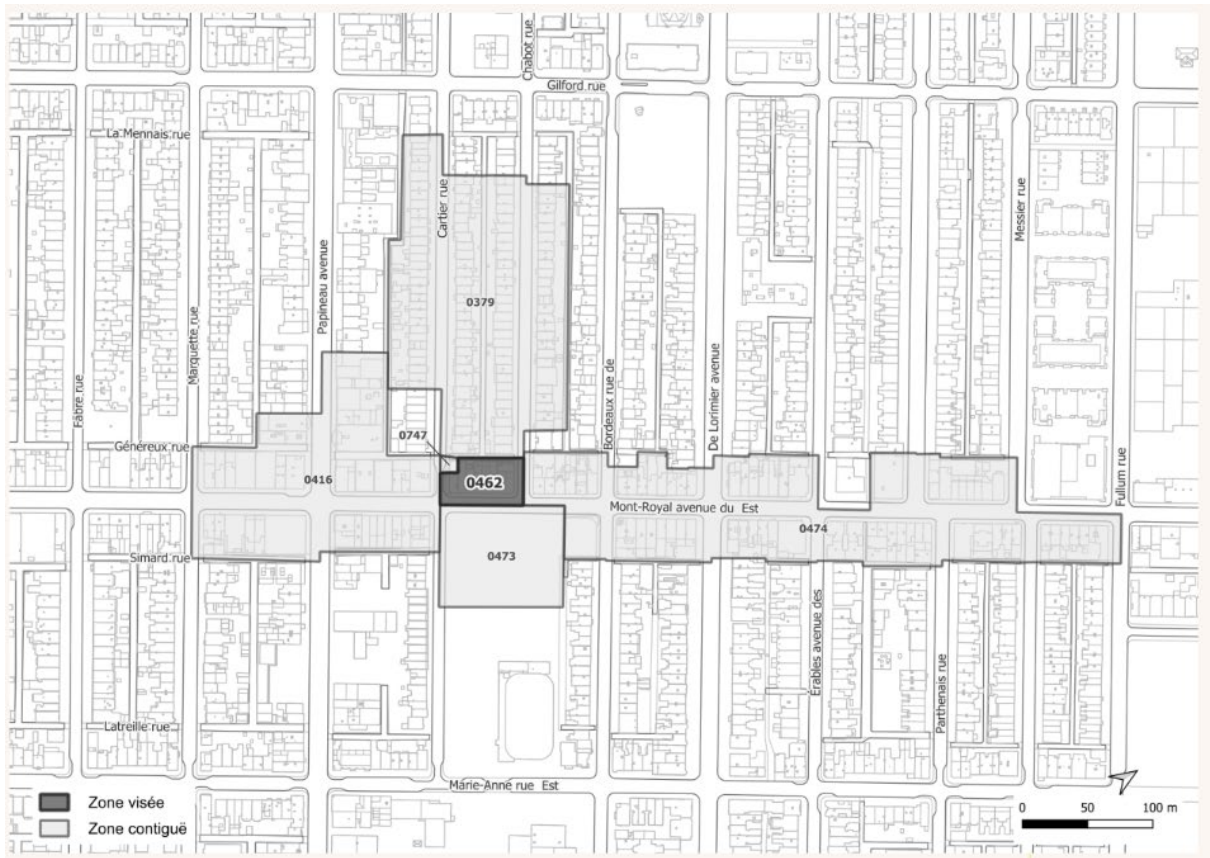 Chabot rue
Gilford rue
La Mennais rue
Cartier rue
Messier rue
Papineau avenue
0379
Marquette rue
Fabre rue
Bordeaux rue de
De Lorimier avenue
Généreux rue
0747
0416
0462
Fullum rue
Mont-Royal avenue du Est
0474
Simard rue
0473
Érables avenue des
Parthenais rue
Latreille rue
Marie-Anne rue Est
Zone visée
Zone contiguë
0 50 100 m